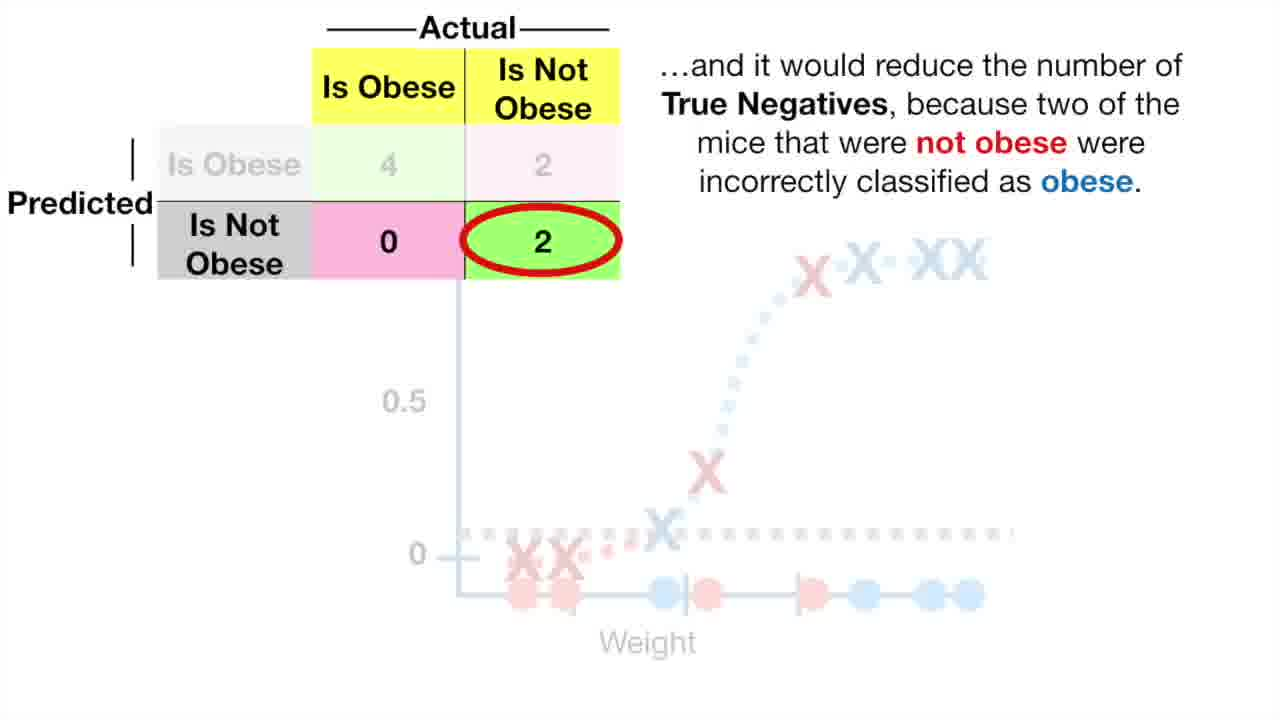 Actual
Is Obese
Is Not
Obese
Is Obese
4
2
Predicted
Is Not
Obese
0
2
…and it would reduce the number of
True Negatives, because two of the
mice that were not obese were
incorrectly classified as obese.
X X XX
0.5
X
X
0
XX
Weight